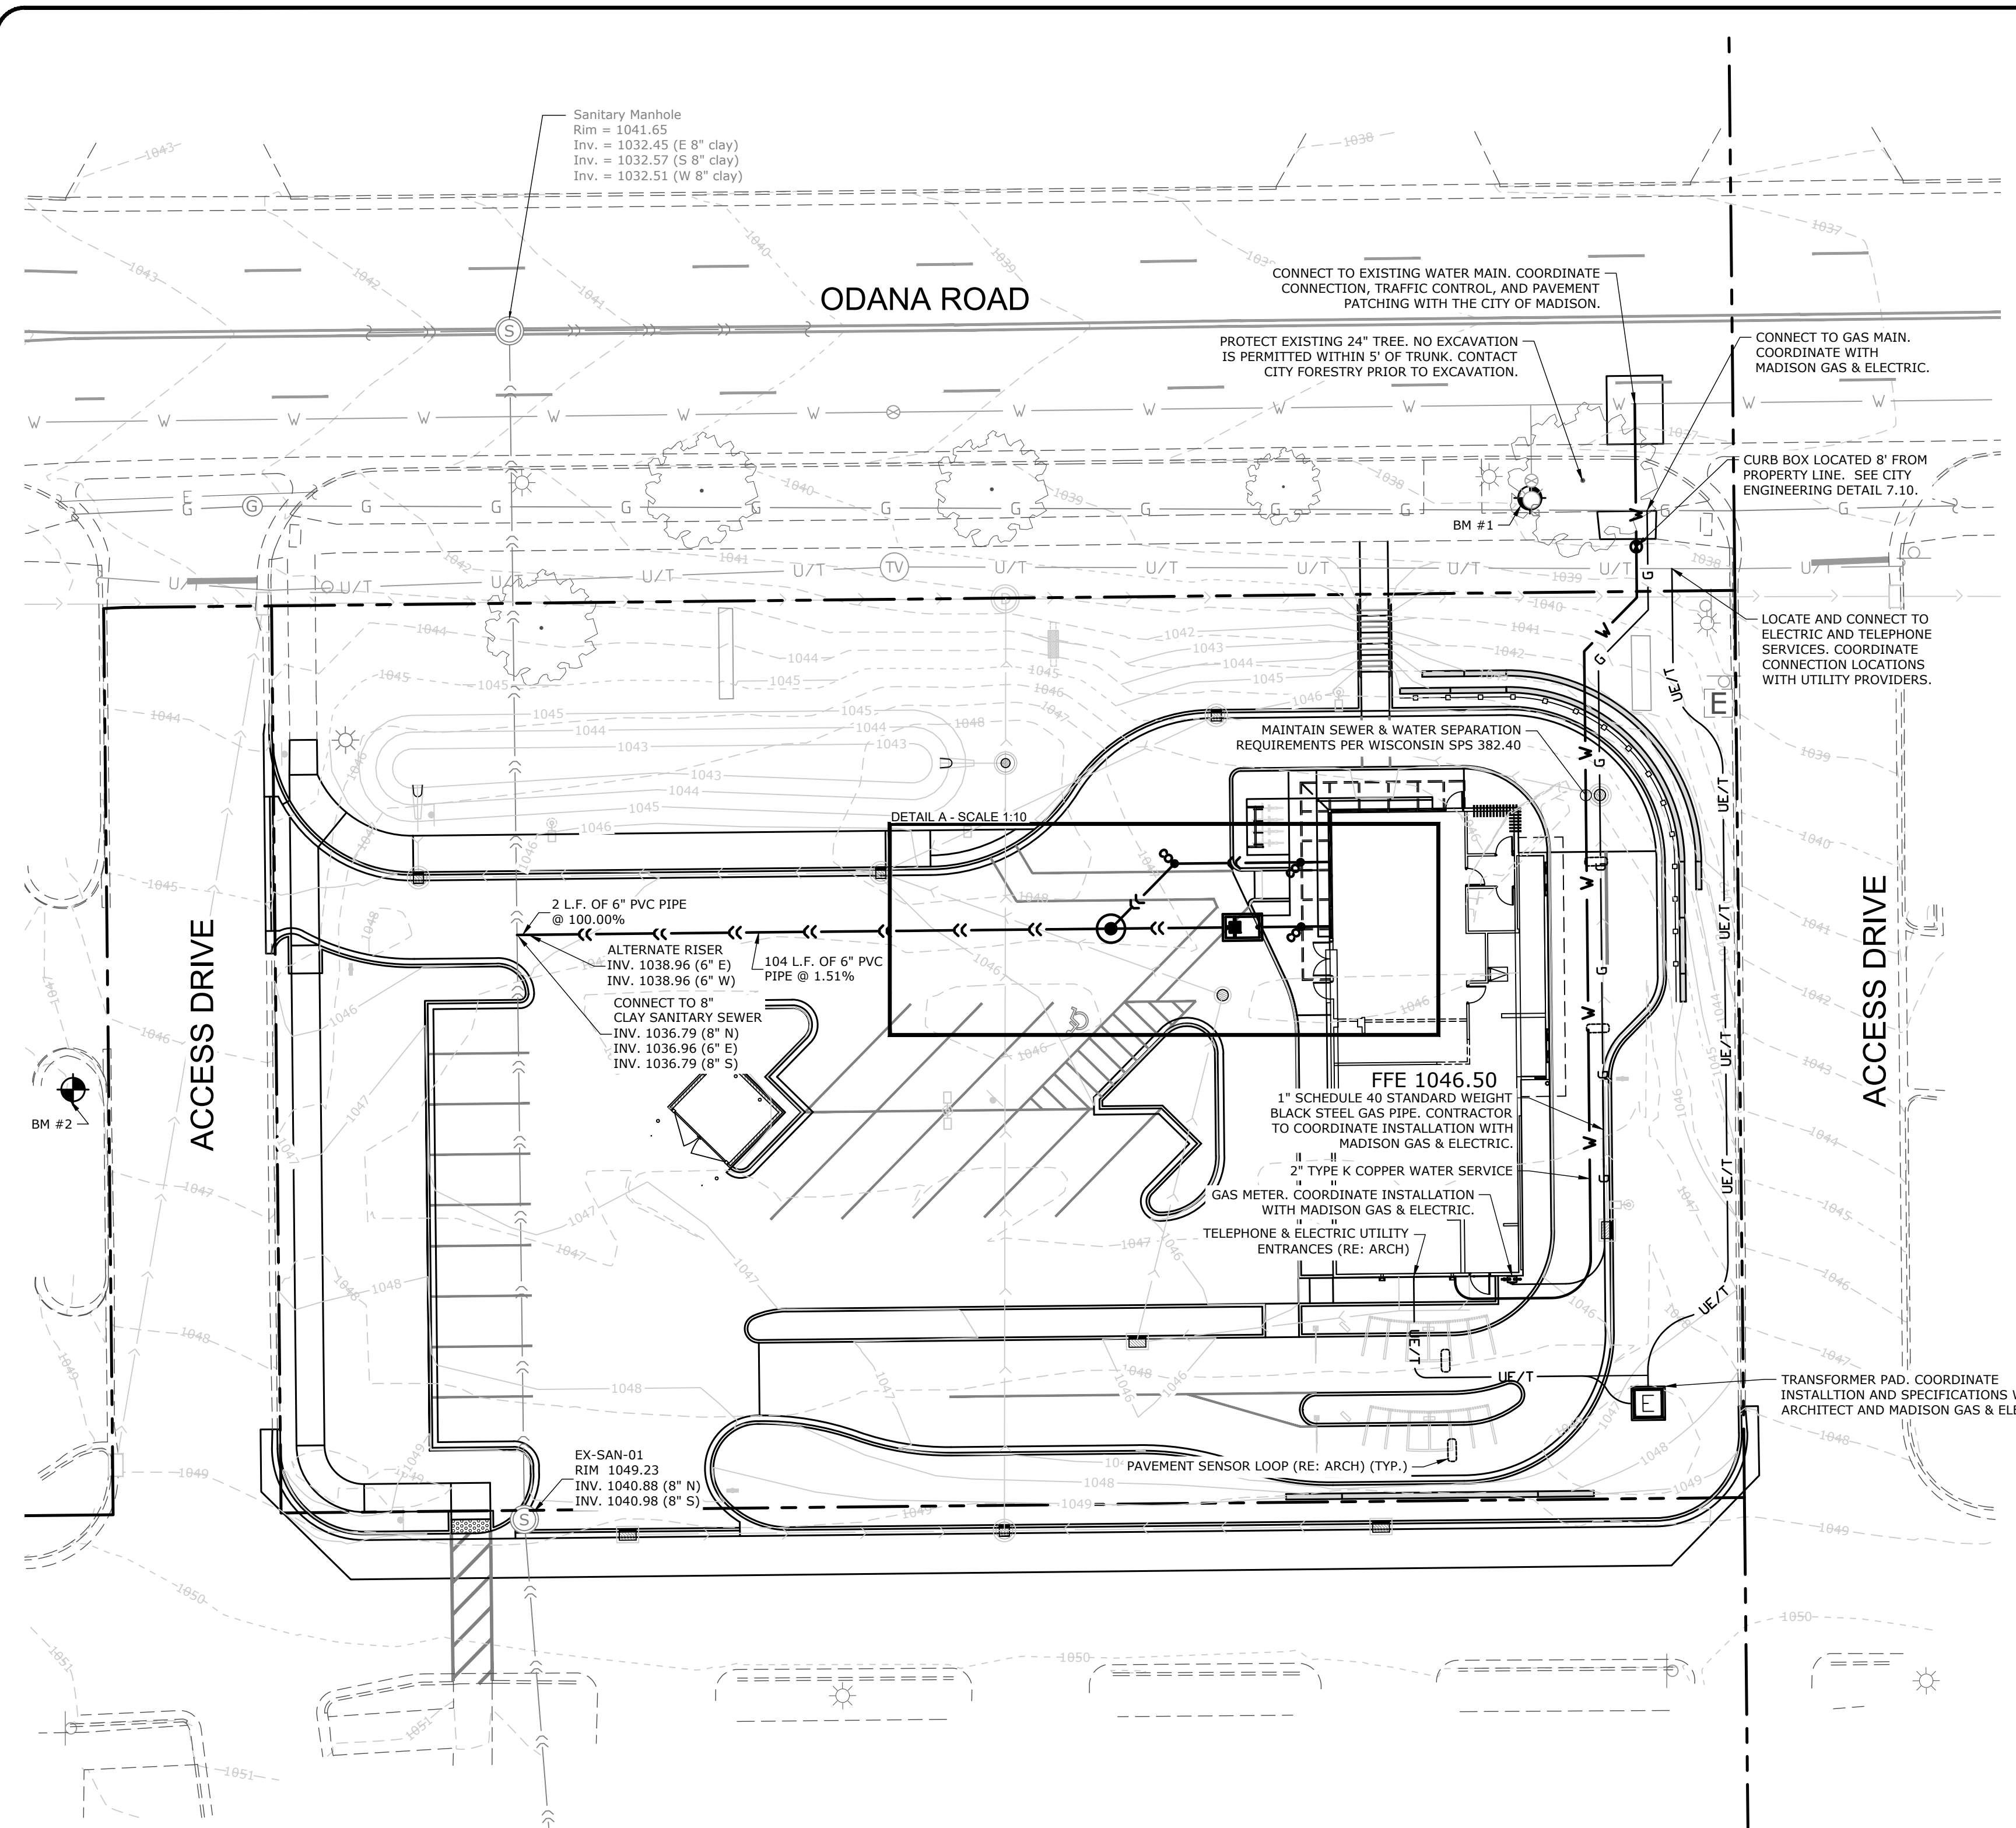 Sanitary Manhole
Rim = 1041.65
Inv. = 1032.45 (E 8" clay)
Inv. = 1032.57 (S 8" clay)
Inv. = 1032.51 (W 8" clay)
ODANA ROAD
CONNECT TO EXISTING WATER MAIN. COORDINATE
CONNECTION, TRAFFIC CONTROL, AND PAVEMENT
PATCHING WITH THE CITY OF MADISON.
PROTECT EXISTING 24" TREE. NO EXCAVATION
IS PERMITTED WITHIN 5' OF TRUNK. CONTACT
CITY FORESTRY PRIOR TO EXCAVATION.
CONNECT TO GAS MAIN.
COORDINATE WITH
MADISON GAS & ELECTRIC.
CURB BOX LOCATED 8' FROM
PROPERTY LINE. SEE CITY
ENGINEERING DETAIL 7.10.
BM #1
LOCATE AND CONNECT TO
ELECTRIC AND TELEPHONE
SERVICES. COORDINATE
CONNECTION LOCATIONS
WITH UTILITY PROVIDERS.
MAINTAIN SEWER & WATER SEPARATION
REQUIREMENTS PER WISCONSIN SPS 382.40
DETAIL A - SCALE 1:10
2 L.F. OF 6" PVC PIPE
@ 100.00%
ALTERNATE RISER
INV. 1038.96 (6" E)
INV. 1038.96 (6" W)
104 L.F. OF 6" PVC
PIPE @ 1.51%
CONNECT TO 8"
CLAY SANITARY SEWER
INV. 1036.79 (8" N)
INV. 1036.96 (6" E)
INV. 1036.79 (8" S)
ACCESS DRIVE
ACCESS DRIVE
BM #2
FFE 1046.50
1" SCHEDULE 40 STANDARD WEIGHT
BLACK STEEL GAS PIPE. CONTRACTOR
TO COORDINATE INSTALLATION WITH
MADISON GAS & ELECTRIC.
2" TYPE K COPPER WATER SERVICE
GAS METER. COORDINATE INSTALLATION
WITH MADISON GAS & ELECTRIC.
TELEPHONE & ELECTRIC UTILITY
ENTRANCES (RE: ARCH)
TRANSFORMER PAD. COORDINATE
INSTALLTION AND SPECIFICATIONS
ARCHITECT AND MADISON GAS &
EX-SAN-01
RIM 1049.23
INV. 1040.88 (8" N)
INV. 1040.98 (8" S)
PAVEMENT SENSOR LOOP (RE: ARCH) (TYP.)